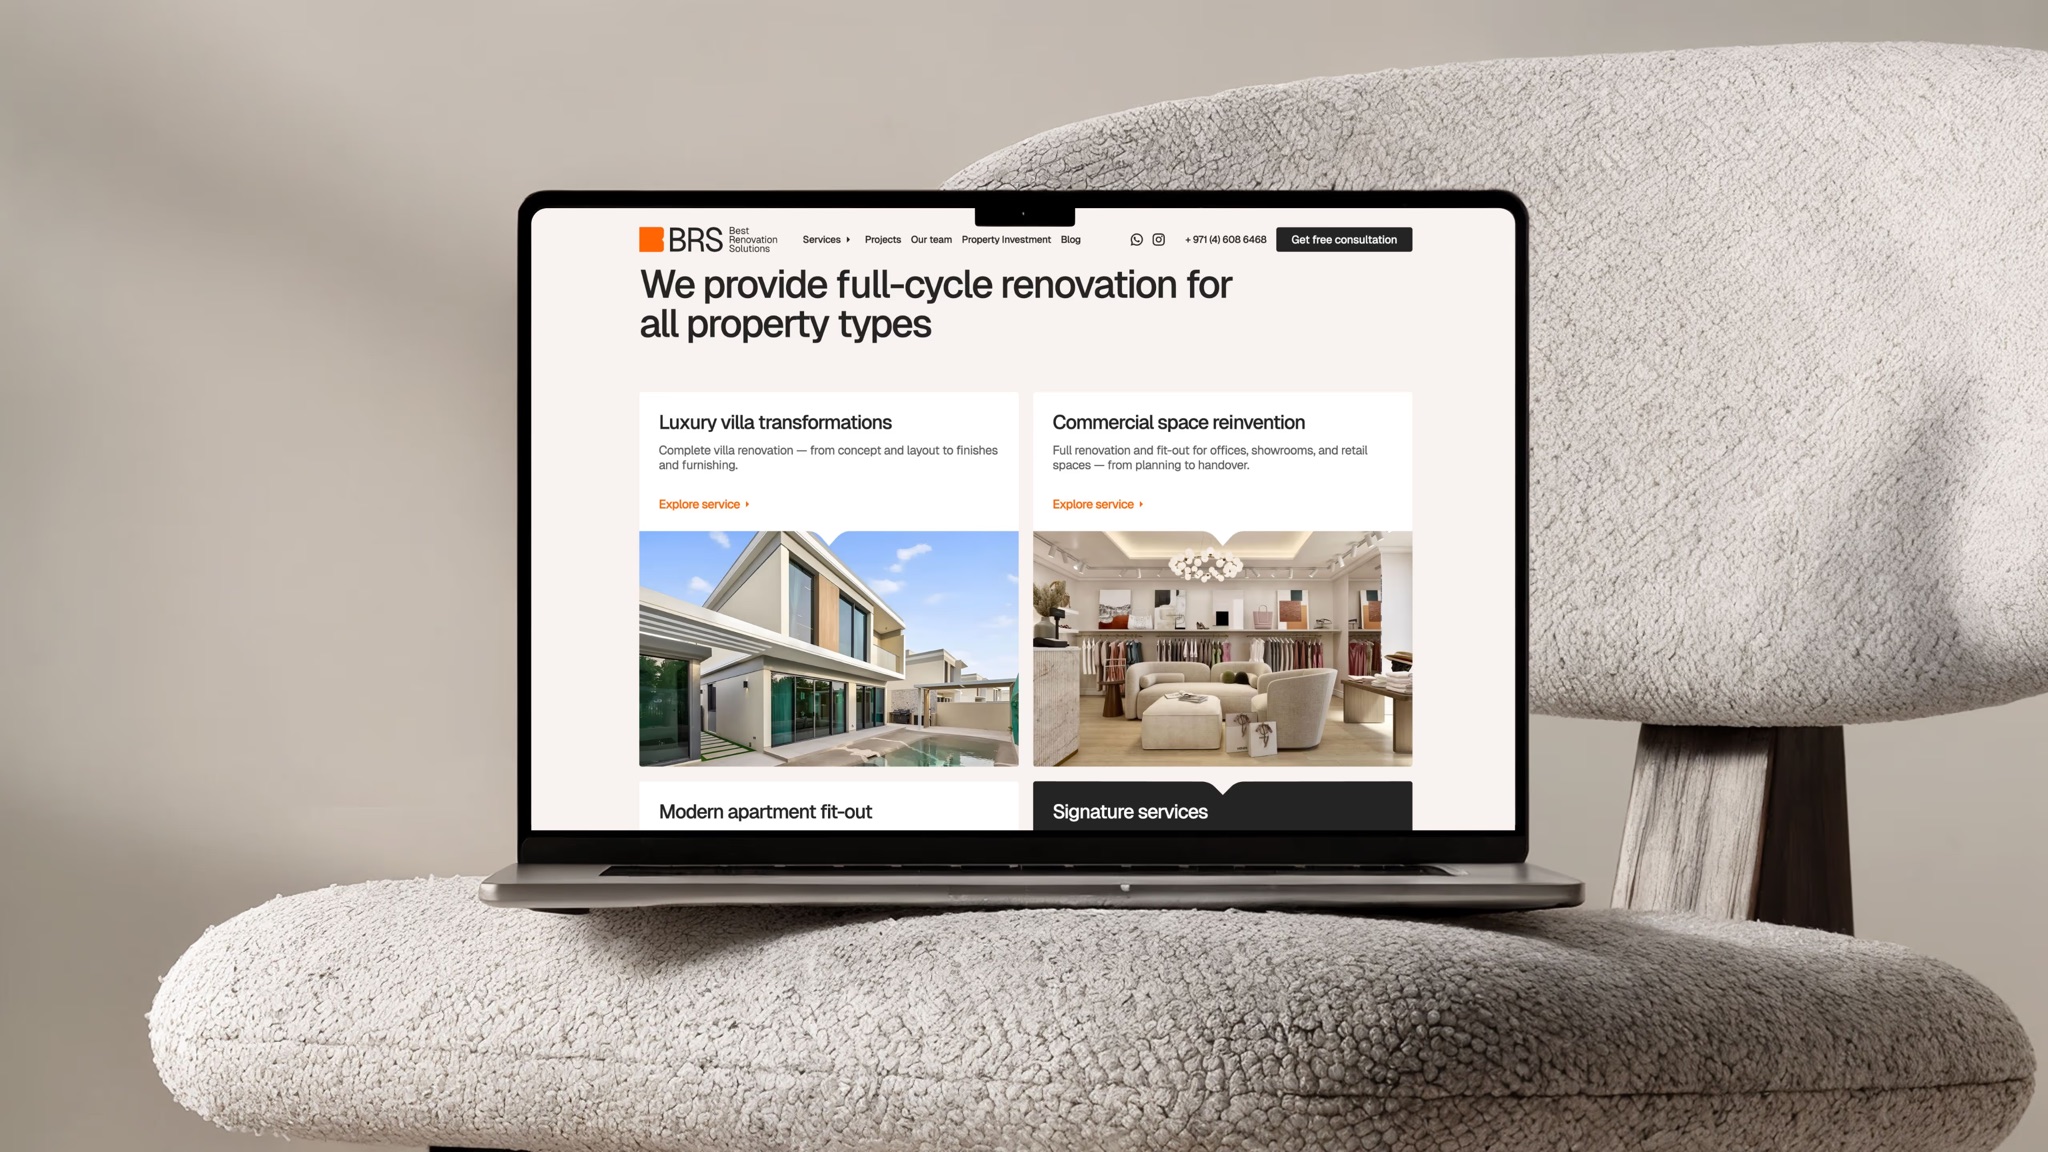 BRS
Best
Renovation
Solutions
Services
Projects
Our team
Property Investment
Blog
+ 971 (4) 608 6468
Get free consultation
We provide full-cycle renovation for
all property types
Luxury villa transformations
Complete villa renovation — from concept and layout to finishes
and furnishing.
Explore service
Commercial space reinvention
Full renovation and fit-out for offices, showrooms, and retail
spaces — from planning to handover.
Explore service
Modern apartment fit-out
Signature services